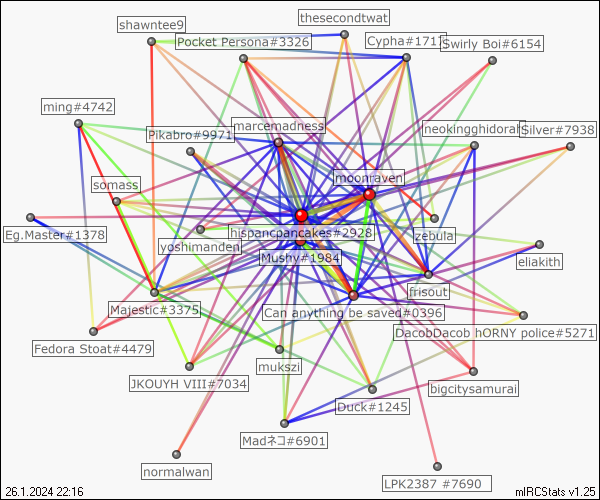 thesecondtwat
shawntee9
Pocket Persona#3326
Cypha#1717
Swirly Boi#6154
ming#4742
marcemadness
Pikabro#9971
neokingghidorah
Silver#7938
moonraven
somass
hispancpancakes#2928
zebula
Eg.Master#1378
yoshimanden
Mushy#1984
eliakith
frisout
Majestic#3375
Can anything be saved#0396
DacobDacob hORNY police#5271
Fedora Stoat#4479
mukszi
JKOUYH VIII#7034
bigcitysamurai
Duck#1245
Madネコ#6901
normalwan
LPK2387 #7690
26.1.2024 22:16
mIRCStats v1.25